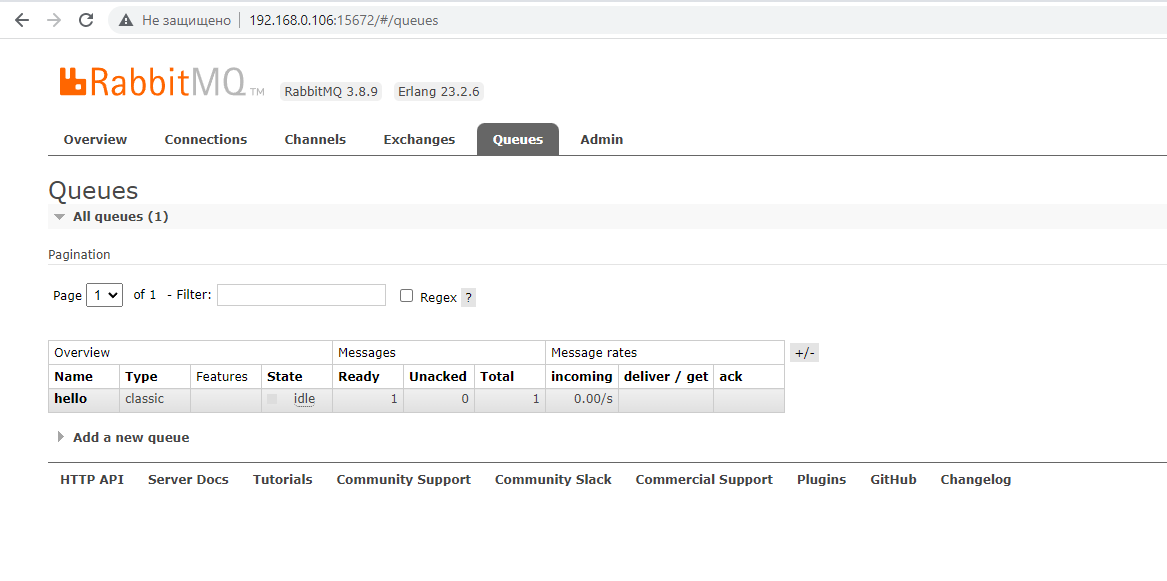 Не защищено 192.168.0.106:15672/#/queues
RabbitMQ TM RabbitMQ 3.8.9 Erlang 23.2.6
Overview Connections Channels Exchanges Queues Admin
Queues
All queues (1)
Pagination
Page 1 of 1 - Filter: Regex ?
Overview Messages Message rates +/-
Name Type Features State Ready Unacked Total incoming deliver / get ack
hello classic idle 1 0 1 0.00/s
Add a new queue
HTTP API Server Docs Tutorials Community Support Community Slack Commercial Support Plugins GitHub Changelog